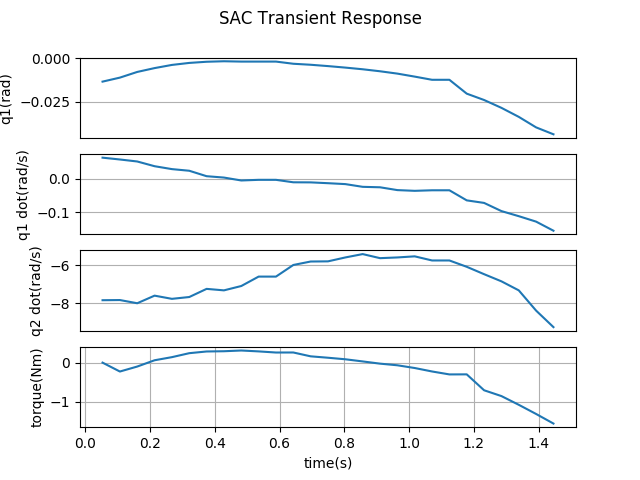 SAC Transient Response
0.000
−0.025
q1(rad)
0.0
−0.1
q1 dot(rad/s)
−6
−8
q2 dot(rad/s)
0
−1
torque(Nm)
0.0 0.2 0.4 0.6 0.8 1.0 1.2 1.4
time(s)